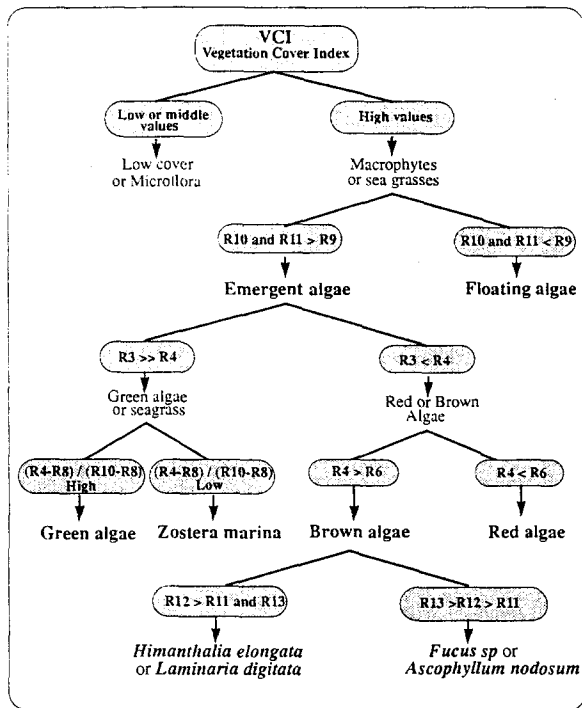 VCI
Vegetation Cover Index
Low or middle
values
High values
Low cover
or Microflora
Macrophytes
or sea grasses
R10 and R11 > R9
R10 and R11 < R9
Emergent algae
Floating algae
R3 >> R4
R3 < R4
Green algae
or seagrass
Red or Brown
Algae
(R4-R8) / (R10-R8)
High
(R4-R8) / (R10-R8)
Low
R4 > R6
R4 < R6
Green algae
Zostera marina
Brown algae
Red algae
R12 > R11 and R13
R13 >R12 > R11
Himanthalia elongata
or Laminaria digitata
Fucus sp or
Ascophyllum nodosum